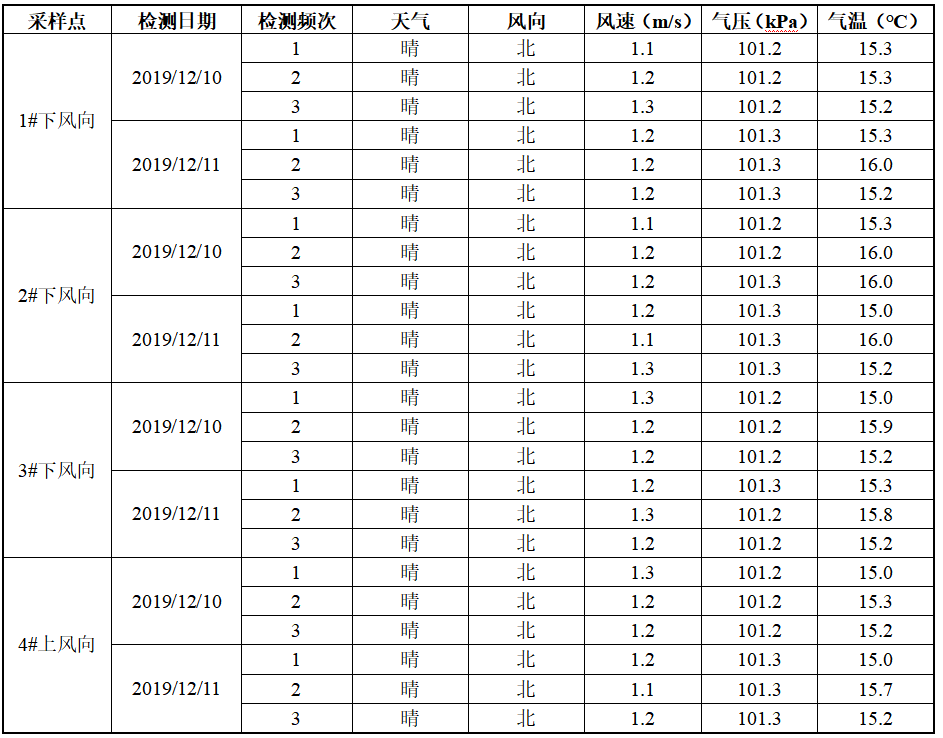 采样点 检测日期 检测频次 天气 风向 风速（m/s） 气压（kPa） 气温（℃）
1#下风向 2019/12/10 1 晴 北 1.1 101.2 15.3
2 晴 北 1.2 101.2 15.3
3 晴 北 1.3 101.2 15.2
2019/12/11 1 晴 北 1.2 101.3 15.3
2 晴 北 1.2 101.3 16.0
3 晴 北 1.2 101.3 15.2
2#下风向 2019/12/10 1 晴 北 1.1 101.2 15.3
2 晴 北 1.2 101.2 16.0
3 晴 北 1.2 101.3 16.0
2019/12/11 1 晴 北 1.2 101.3 15.0
2 晴 北 1.1 101.3 16.0
3 晴 北 1.3 101.3 15.2
3#下风向 2019/12/10 1 晴 北 1.3 101.2 15.0
2 晴 北 1.2 101.2 15.9
3 晴 北 1.2 101.2 15.2
2019/12/11 1 晴 北 1.2 101.3 15.3
2 晴 北 1.3 101.2 15.8
3 晴 北 1.2 101.2 15.2
4#上风向 2019/12/10 1 晴 北 1.3 101.2 15.0
2 晴 北 1.2 101.2 15.3
3 晴 北 1.2 101.2 15.2
2019/12/11 1 晴 北 1.2 101.3 15.0
2 晴 北 1.1 101.3 15.7
3 晴 北 1.2 101.3 15.2